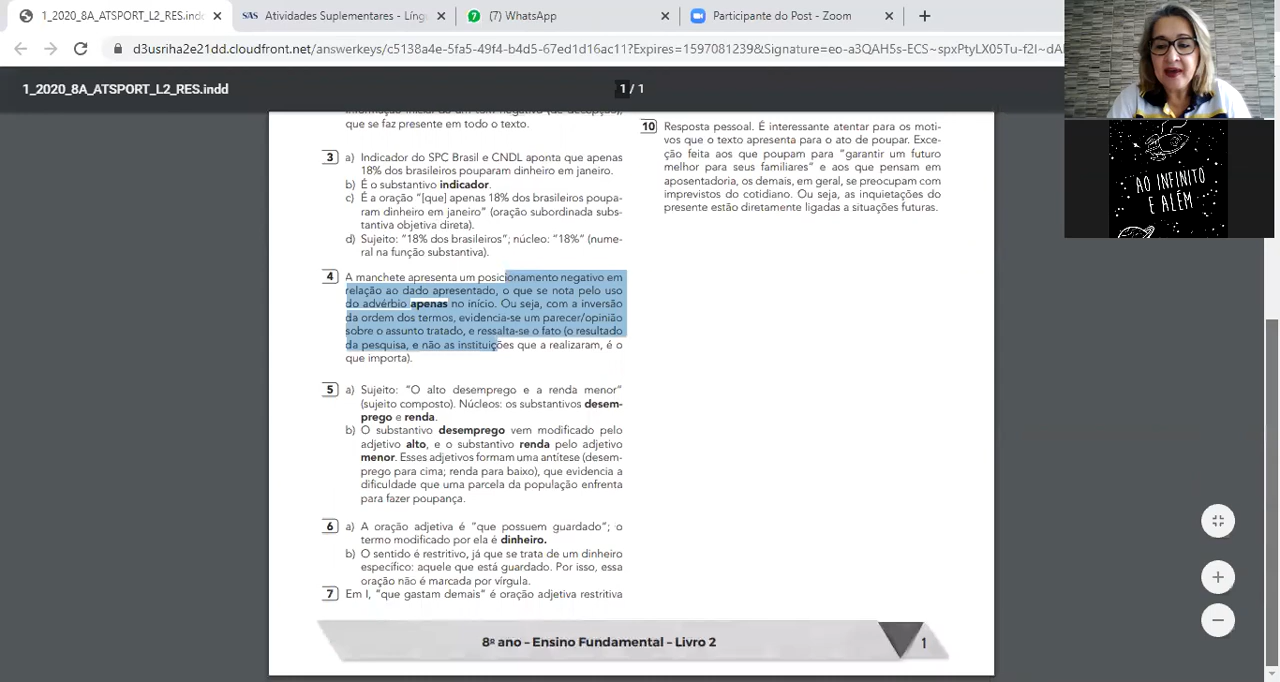 1_2020_8A_ATSPORT_L2_RES.indd
SAS Atividades Suplementares - Líng
(7) WhatsApp
Participante do Post - Zoom
d3usriha2e21dd.cloudfront.net/answerkeys/c5138a4e-5fa5-49f4-b4d5-67ed1d16ac11?Expires=1597081239&Signature=eo-a3QAH5s-ECS~spxPtyLX05Tu-f2I~dA
1_2020_8A_ATSPORT_L2_RES.indd
1 / 1
que se faz presente em todo o texto.
3 a) Indicador do SPC Brasil e CNDL aponta que apenas
18% dos brasileiros pouparam dinheiro em janeiro.
b) É o substantivo indicador.
c) É a oração “[que] apenas 18% dos brasileiros poupa-
ram dinheiro em janeiro” (oração subordinada subs-
tantiva objetiva direta).
d) Sujeito: “18% dos brasileiros”; núcleo: “18%” (nume-
ral na função substantiva).
4 A manchete apresenta um posicionamento negativo em
relação ao dado apresentado, o que se nota pelo uso
do advérbio apenas no início. Ou seja, com a inversão
da ordem dos termos, evidencia-se um parecer/opinião
sobre o assunto tratado, e ressalta-se o fato (o resultado
da pesquisa, e não as instituições que a realizaram, é o
que importa).
5 a) Sujeito: “O alto desemprego e a renda menor”
(sujeito composto). Núcleos: os substantivos desem-
prego e renda.
b) O substantivo desemprego vem modificado pelo
adjetivo alto, e o substantivo renda pelo adjetivo
menor. Esses adjetivos formam uma antítese (desem-
prego para cima; renda para baixo), que evidencia a
dificuldade que uma parcela da população enfrenta
para fazer poupança.
6 a) A oração adjetiva é “que possuem guardado”; o
termo modificado por ela é dinheiro.
b) O sentido é restritivo, já que se trata de um dinheiro
específico: aquele que está guardado. Por isso, essa
oração não é marcada por vírgula.
7 Em I, “que gastam demais” é oração adjetiva restritiva
10 Resposta pessoal. É interessante atentar para os moti-
vos que o texto apresenta para o ato de poupar. Exce-
ção feita aos que poupam para “garantir um futuro
melhor para seus familiares” e aos que pensam em
aposentadoria, os demais, em geral, se preocupam com
imprevistos do cotidiano. Ou seja, as inquietações do
presente estão diretamente ligadas a situações futuras.
8º ano – Ensino Fundamental – Livro 2
1
AO INFINITO
E ALÉM